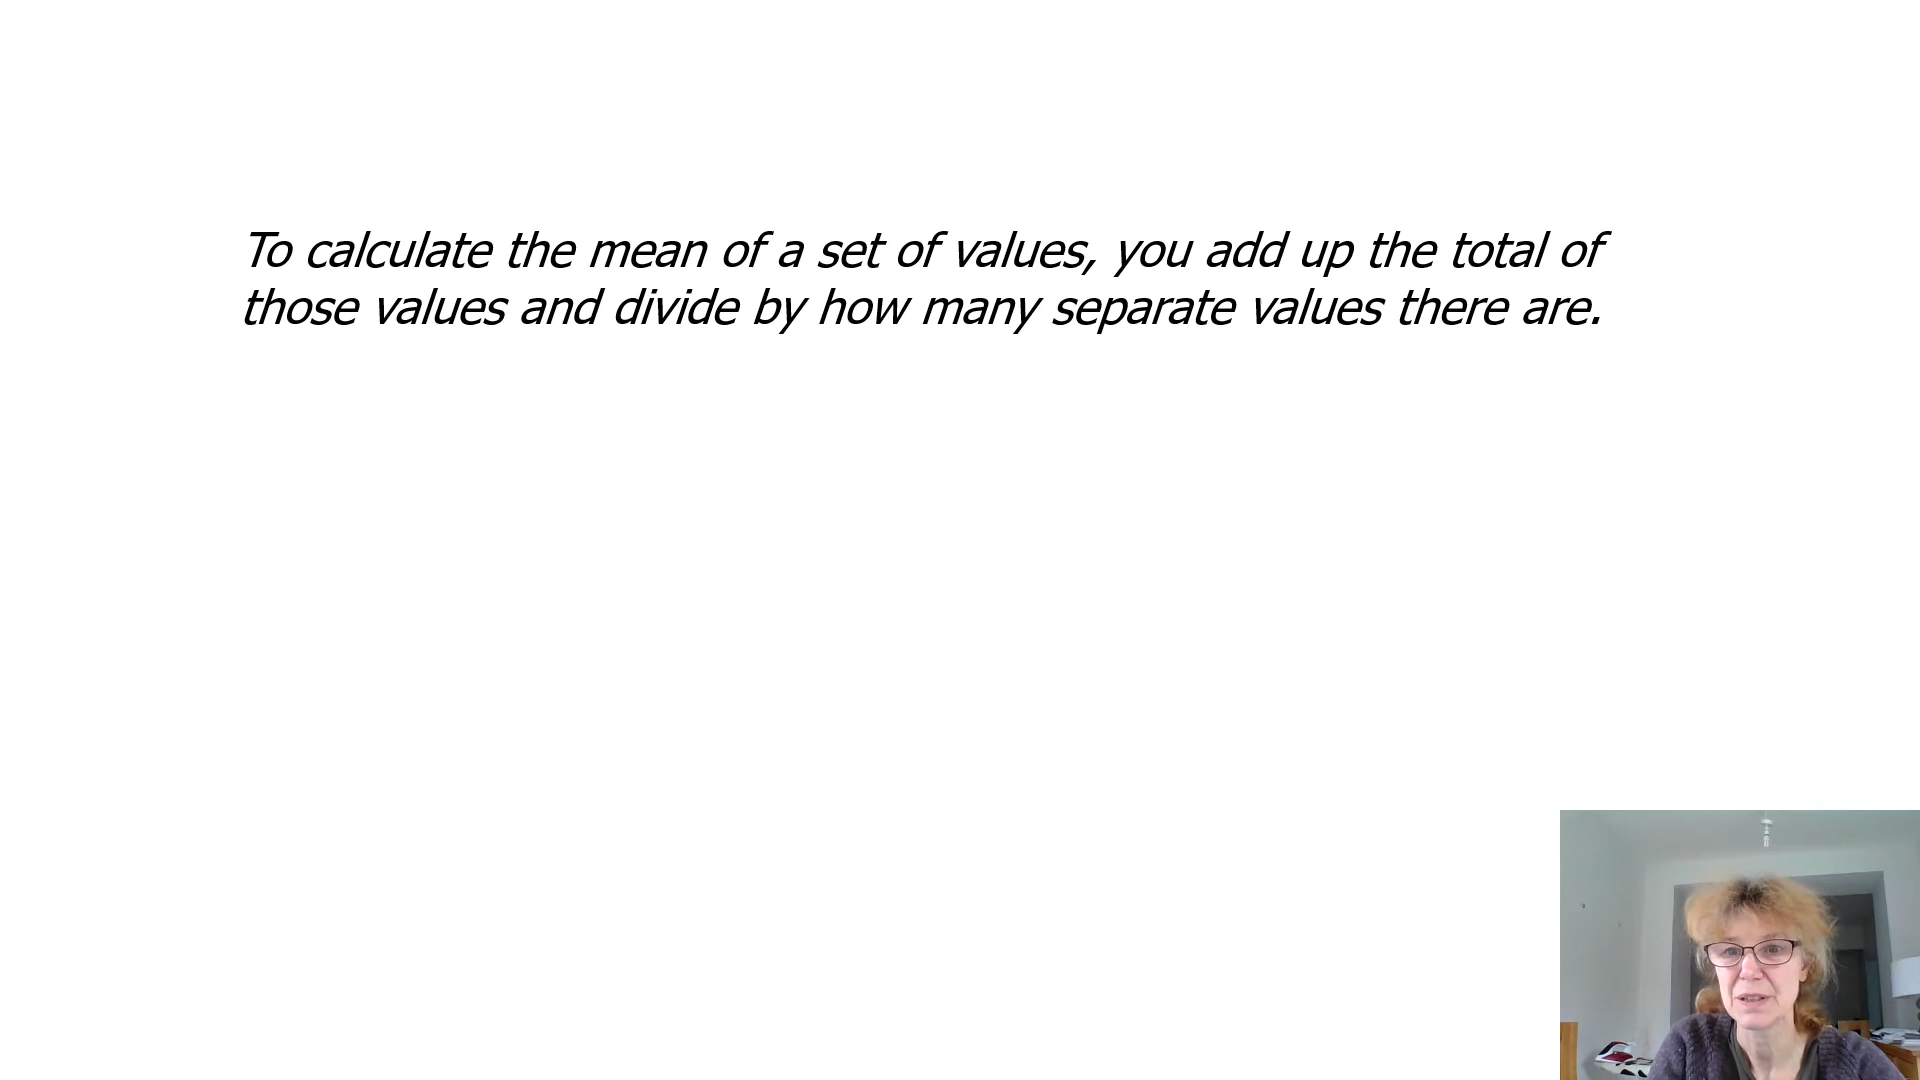 To calculate the mean of a set of values, you add up the total of
those values and divide by how many separate values there are.